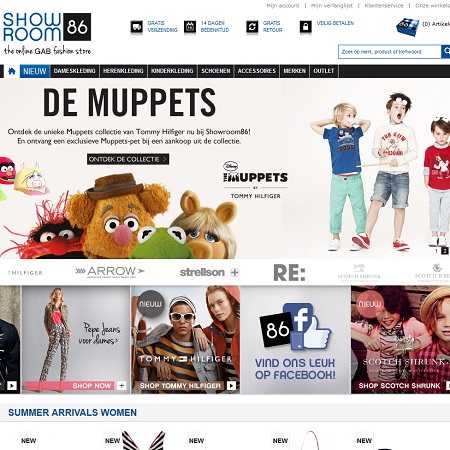 Mijn account | Mijn verlanglijst | Klantenservice | Onze winkels
SHOW
ROOM 86
the online GAB fashion store
GRATIS
VERZENDING
14 DAGEN
BEDENKTIJD
GRATIS
RETOUR
VEILIG BETALEN
(0) Artikele
Zoek op merk, product of trefwoord
NIEUW DAMESKLEDING HERENKLEDING KINDERKLEDING SCHOENEN ACCESSOIRES MERKEN OUTLET
DE MUPPETS
Ontdek de unieke Muppets collectie van Tommy Hilfiger nu bij Showroom86!
En ontvang een exclusieve Muppets-pet bij een aankoop uit de collectie.
ONTDEK DE COLLECTIE
Disney
THE MUPPETS
BY
TOMMY HILFIGER
1 2
HILFIGER
ARROW
strellson
RE:
SCOTCH SHRUNK
SCOTCH SHRUNK
Pepe Jeans
voor dames>
SHOP NOW
NIEUW
TOMMY HILFIGER
SHOP TOMMY HILFIGER
86
f
VIND ONS LEUK
OP FACEBOOK!
NIEUW
SCOTCH SHRUNK
SHOP SCOTCH SHRUNK
SUMMER ARRIVALS WOMEN
NEW NEW NEW NEW